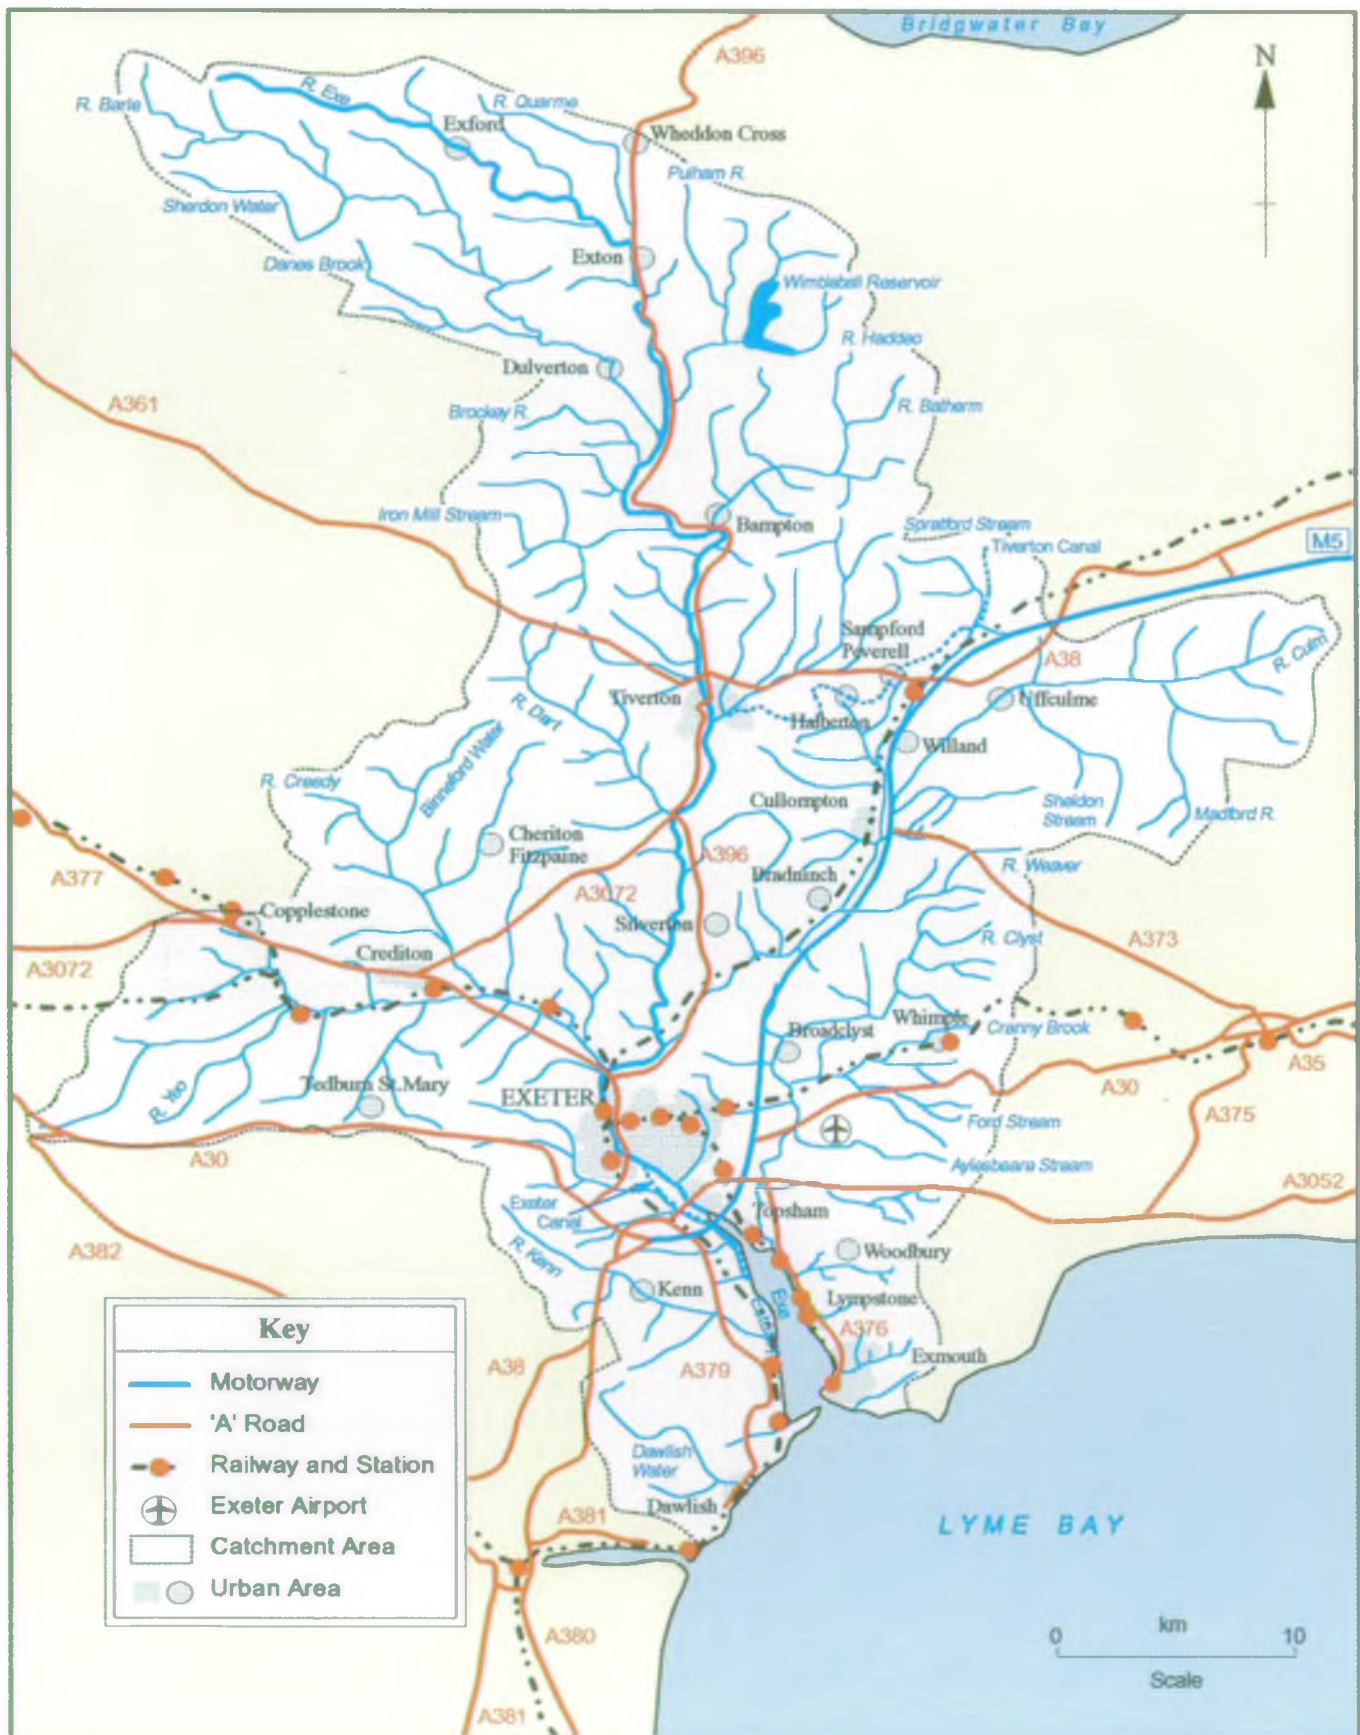 Bridgwater Bay
A396
N
R. Exe
R. Barle
R. Quarme
Exford
Wheddon Cross
Pulham R.
Sherdon Water
Exton
Danes Brook
Wimbleball Reservoir
R. Haddeo
Dulverton
A361
Brockey R.
R. Batherm
Iron Mill Stream
Bampton
Spratford Stream
Tiverton Canal
M5
Sampford
Peverell
R. Culm
A38
Tiverton
R. Dart
Halberton
Uffculme
Binneford Water
Willand
R. Creedy
Cullompton
Sheldon
Stream
Madford R.
Cheriton
Fitzpaine
A396
R. Weaver
A377
Bradninch
A3072
Copplestone
Silverton
R. Clyst
A373
Crediton
A3072
Whimple
Broadclyst
Cranny Brook
A35
Tedburn St.Mary
R. Yeo
EXETER
A30
Ford Stream
A375
A30
Aylesbeare Stream
A3052
Exeter
Canal
Topsham
A382
R. Kenn
Woodbury
Kenn
Exe
Estuary
Lympstone
A376
Key
Exmouth
A38
A379
Motorway
'A' Road
Dawlish
Water
Railway and Station
Exeter Airport
Dawlish
A381
LYME BAY
Catchment Area
Urban Area
km
0 10
A380
Scale
A381